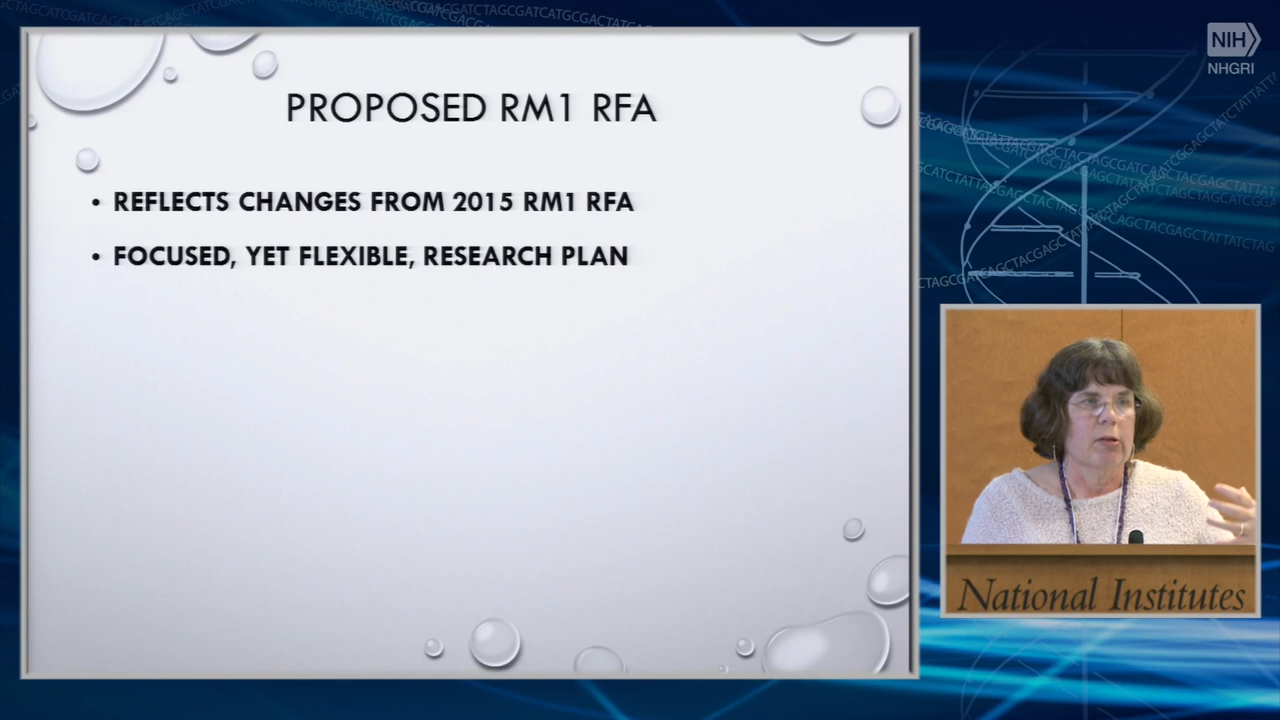 NIH
NHGRI
PROPOSED RM1 RFA
• REFLECTS CHANGES FROM 2015 RM1 RFA
• FOCUSED, YET FLEXIBLE, RESEARCH PLAN
National Institutes